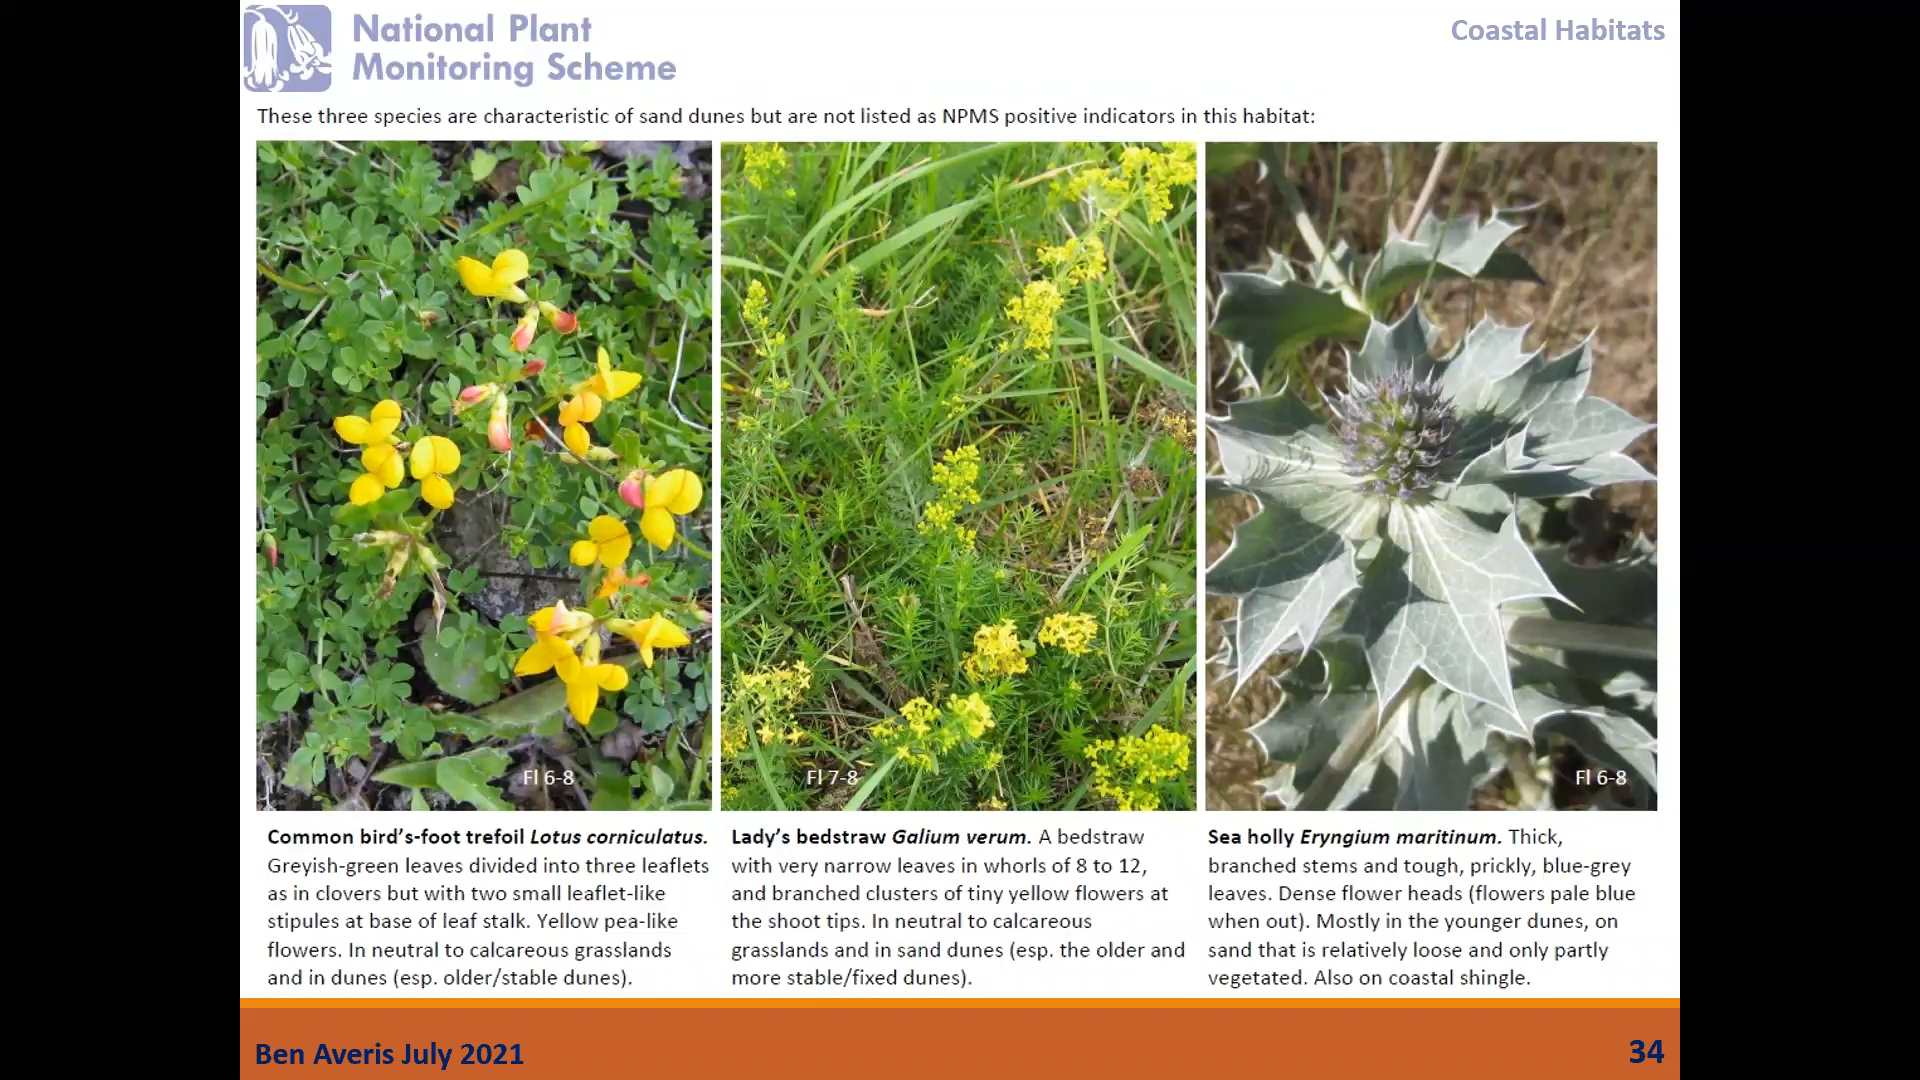 National Plant
Monitoring Scheme
Coastal Habitats
These three species are characteristic of sand dunes but are not listed as NPMS positive indicators in this habitat:
Fl 6-8
Fl 7-8
Fl 6-8
Common bird’s-foot trefoil Lotus corniculatus.
Greyish-green leaves divided into three leaflets
as in clovers but with two small leaflet-like
stipules at base of leaf stalk. Yellow pea-like
flowers. In neutral to calcareous grasslands
and in dunes (esp. older/stable dunes).
Lady’s bedstraw Galium verum. A bedstraw
with very narrow leaves in whorls of 8 to 12,
and branched clusters of tiny yellow flowers at
the shoot tips. In neutral to calcareous
grasslands and in sand dunes (esp. the older and
more stable/fixed dunes).
Sea holly Eryngium maritinum. Thick,
branched stems and tough, prickly, blue-grey
leaves. Dense flower heads (flowers pale blue
when out). Mostly in the younger dunes, on
sand that is relatively loose and only partly
vegetated. Also on coastal shingle.
Ben Averis July 2021
34